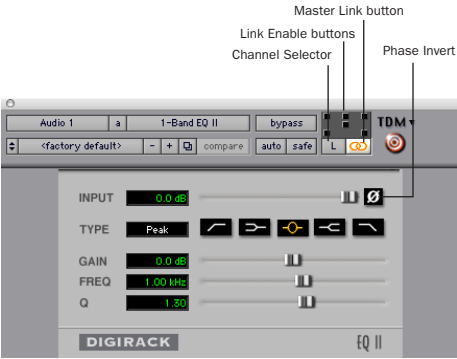 Master Link button
Link Enable buttons
Channel Selector
Phase Invert
Audio 1 a 1-Band EQ II bypass TDM
<factory default> - + compare auto safe L
INPUT 0.0 dB Ø
TYPE Peak
GAIN 0.0 dB
FREQ 1.00 kHz
Q 1.30
DIGIRACK EQ II